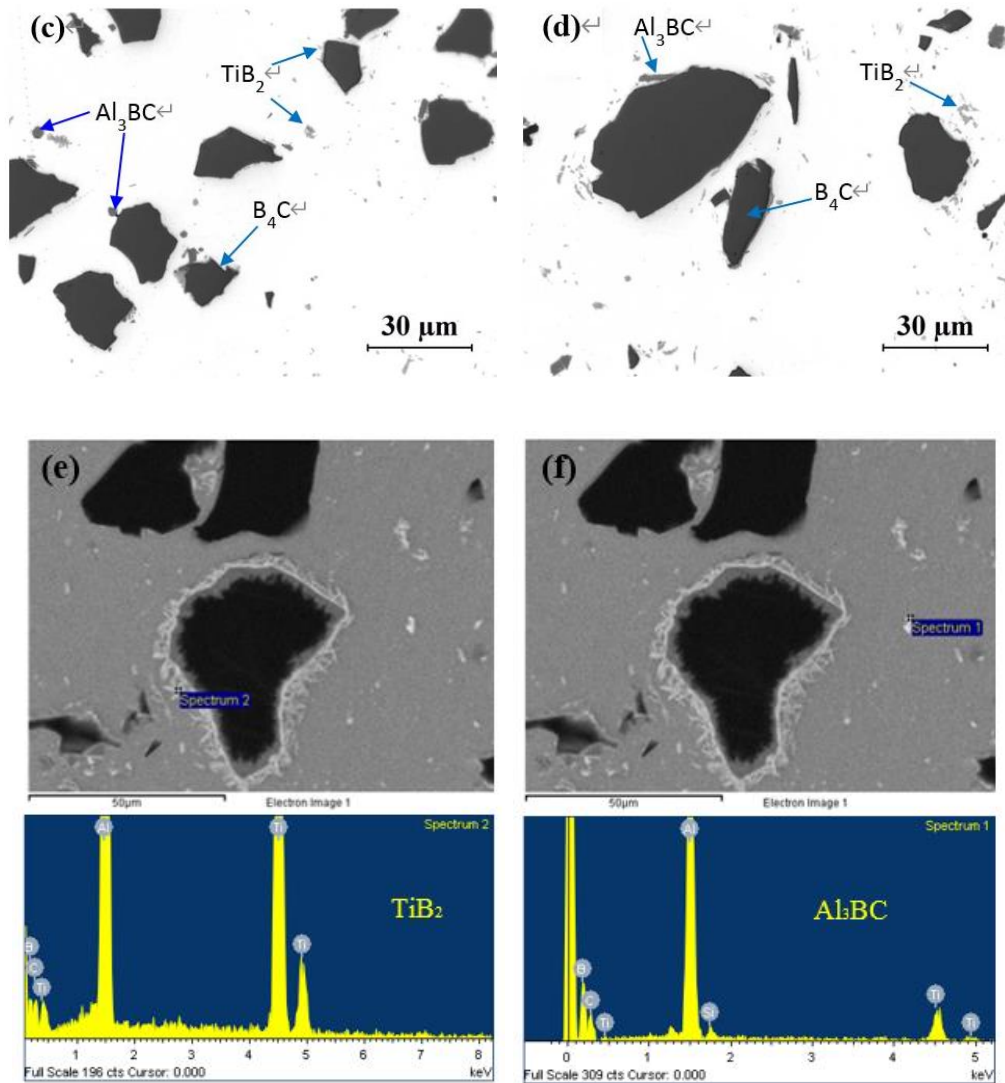 (c)
TiB2↵
Al3BC↵
B4C↵
30 μm
(d)↵
Al3BC↵
TiB2↵
B4C↵
30 μm
(e)
Spectrum 2
50μm Electron Image 1
Spectrum 2
Al
Ti
TiB2
B
C
Ti
Ti
1 2 3 4 5 6 7 8
Full Scale 196 cts Cursor: 0.000 keV
(f)
Spectrum 1
50μm Electron Image 1
Spectrum 1
Al
Al3BC
B
C
Ti
Si
Ti
Ti
0 1 2 3 4 5
Full Scale 309 cts Cursor: 0.000 keV